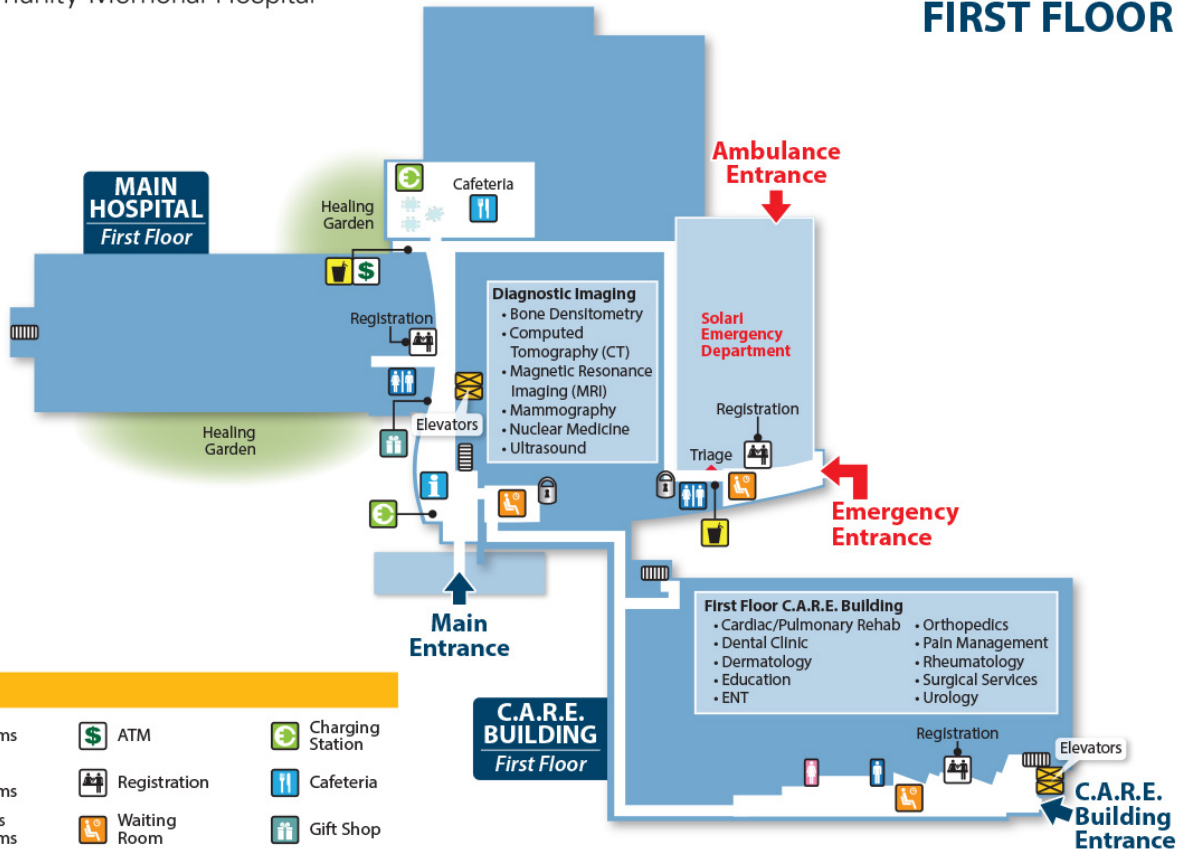 Memorial Hospital
FIRST FLOOR
Ambulance
Entrance
MAIN
HOSPITAL
First Floor
Healing
Garden
Cafeteria
$
Registration
Diagnostic Imaging
• Bone Densitometry
• Computed
Tomography (CT)
• Magnetic Resonance
Imaging (MRI)
• Mammography
• Nuclear Medicine
• Ultrasound
Solari
Emergency
Department
Elevators
Healing
Garden
Registration
Triage
i
Emergency
Entrance
Main
Entrance
First Floor C.A.R.E. Building
• Cardiac/Pulmonary Rehab
• Dental Clinic
• Dermatology
• Education
• ENT
• Orthopedics
• Pain Management
• Rheumatology
• Surgical Services
• Urology
C.A.R.E.
BUILDING
First Floor
Registration
Elevators
C.A.R.E.
Building
Entrance
$ ATM
Registration
Waiting
Room
Charging
Station
Cafeteria
Gift Shop